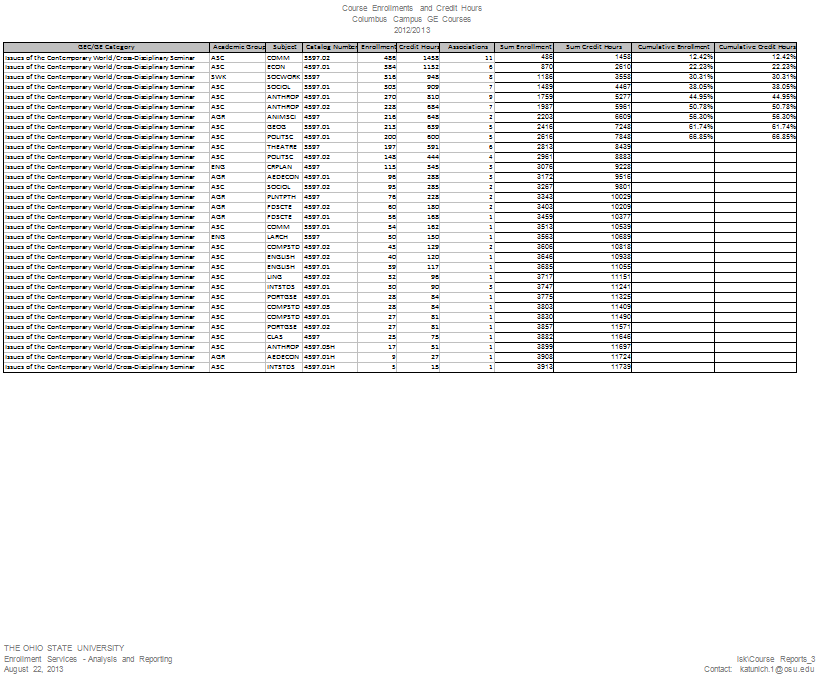 Course Enrollments and Credit Hours
Columbus Campus GE Courses
2012/2013
GEC/GE Category Academic Group Subject Catalog Number Enrollment Credit Hours Associations Sum Enrollment Sum Credit Hours Cumulative Enrollment Cumulative Credit Hours
Issues of the Contemporary World/Cross-Disciplinary Seminar ASC COMM 3597.02 486 1458 11 486 1458 12.42% 12.42%
Issues of the Contemporary World/Cross-Disciplinary Seminar ASC ECON 3597.01 384 1152 6 870 2610 22.23% 22.23%
Issues of the Contemporary World/Cross-Disciplinary Seminar SWK SOCWORK 3597 316 948 8 1186 3558 30.31% 30.31%
Issues of the Contemporary World/Cross-Disciplinary Seminar ASC SOCIOL 3597.01 303 909 7 1489 4467 38.05% 38.05%
Issues of the Contemporary World/Cross-Disciplinary Seminar ASC ANTHROP 3597.01 270 810 9 1759 5277 44.95% 44.95%
Issues of the Contemporary World/Cross-Disciplinary Seminar ASC ANTHROP 3597.02 228 684 7 1987 5961 50.78% 50.78%
Issues of the Contemporary World/Cross-Disciplinary Seminar AGR ANIMSCI 4597 216 648 2 2203 6609 56.30% 56.30%
Issues of the Contemporary World/Cross-Disciplinary Seminar ASC GEOG 3597.01 213 639 3 2416 7248 61.74% 61.74%
Issues of the Contemporary World/Cross-Disciplinary Seminar ASC POLITSC 3597.01 200 600 3 2616 7848 66.85% 66.85%
Issues of the Contemporary World/Cross-Disciplinary Seminar ASC THEATRE 3597 197 591 6 2813 8439
Issues of the Contemporary World/Cross-Disciplinary Seminar ASC POLITSC 4597.02 148 444 4 2961 8883
Issues of the Contemporary World/Cross-Disciplinary Seminar ENG CRPLAN 4597 115 345 3 3076 9228
Issues of the Contemporary World/Cross-Disciplinary Seminar AGR AEDECON 4597.01 96 288 3 3172 9516
Issues of the Contemporary World/Cross-Disciplinary Seminar ASC SOCIOL 3597.02 95 285 2 3267 9801
Issues of the Contemporary World/Cross-Disciplinary Seminar AGR PLNTPTH 4597 76 228 2 3343 10029
Issues of the Contemporary World/Cross-Disciplinary Seminar AGR FDSCTE 4597.02 60 180 2 3403 10209
Issues of the Contemporary World/Cross-Disciplinary Seminar AGR FDSCTE 4597.01 56 168 1 3459 10377
Issues of the Contemporary World/Cross-Disciplinary Seminar ASC COMM 3597.01 54 162 1 3513 10539
Issues of the Contemporary World/Cross-Disciplinary Seminar ENG LARCH 3597 50 150 1 3563 10689
Issues of the Contemporary World/Cross-Disciplinary Seminar ASC COMPSTD 4597.02 43 129 2 3606 10818
Issues of the Contemporary World/Cross-Disciplinary Seminar ASC ENGLISH 4597.02 40 120 1 3646 10938
Issues of the Contemporary World/Cross-Disciplinary Seminar ASC ENGLISH 4597.01 39 117 1 3685 11055
Issues of the Contemporary World/Cross-Disciplinary Seminar ASC LING 4597.02 32 96 1 3717 11151
Issues of the Contemporary World/Cross-Disciplinary Seminar ASC INTSTDS 4597.01 30 90 3 3747 11241
Issues of the Contemporary World/Cross-Disciplinary Seminar ASC PORTGSE 4597.01 28 84 1 3775 11325
Issues of the Contemporary World/Cross-Disciplinary Seminar ASC COMPSTD 4597.03 28 84 1 3803 11409
Issues of the Contemporary World/Cross-Disciplinary Seminar ASC COMPSTD 4597.01 27 81 1 3830 11490
Issues of the Contemporary World/Cross-Disciplinary Seminar ASC PORTGSE 4597.02 27 81 1 3857 11571
Issues of the Contemporary World/Cross-Disciplinary Seminar ASC CLAS 4597 25 75 1 3882 11646
Issues of the Contemporary World/Cross-Disciplinary Seminar ASC ANTHROP 4597.05H 17 51 1 3899 11697
Issues of the Contemporary World/Cross-Disciplinary Seminar AGR AEDECON 4597.01H 9 27 1 3908 11724
Issues of the Contemporary World/Cross-Disciplinary Seminar ASC INTSTDS 4597.01H 5 15 1 3913 11739
THE OHIO STATE UNIVERSITY
Enrollment Services - Analysis and Reporting
August 22, 2013
lsk\Course Reports_3
Contact: katunich.1@osu.edu